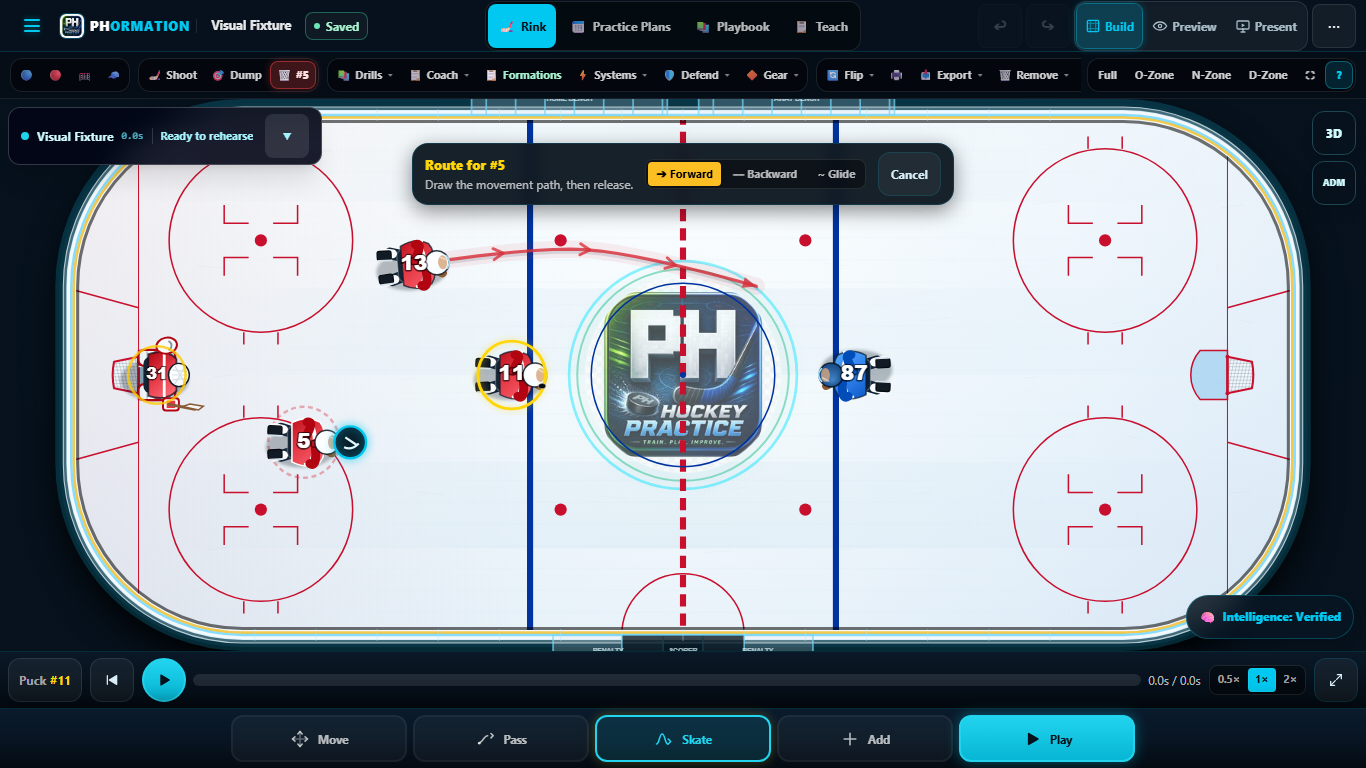 PH PHORMATION
Visual Fixture
Saved
Rink
Practice Plans
Playbook
Teach
Build
Preview
Present
Shoot
Dump
#5
Drills
Coach
Formations
Systems
Defend
Gear
Flip
Export
Remove
Full
O-Zone
N-Zone
D-Zone
?
Visual Fixture 0.0s Ready to rehearse
Route for #5
Draw the movement path, then release.
Forward
Backward
~ Glide
Cancel
3D
ADM
13
31
11
87
5
PH
HOCKEY
PRACTICE
TRAIN. PLAY. IMPROVE.
PENALTY
SCORER
PENALTY
Intelligence: Verified
Puck #11
0.0s / 0.0s
0.5×
1×
2×
Move
Pass
Skate
Add
Play